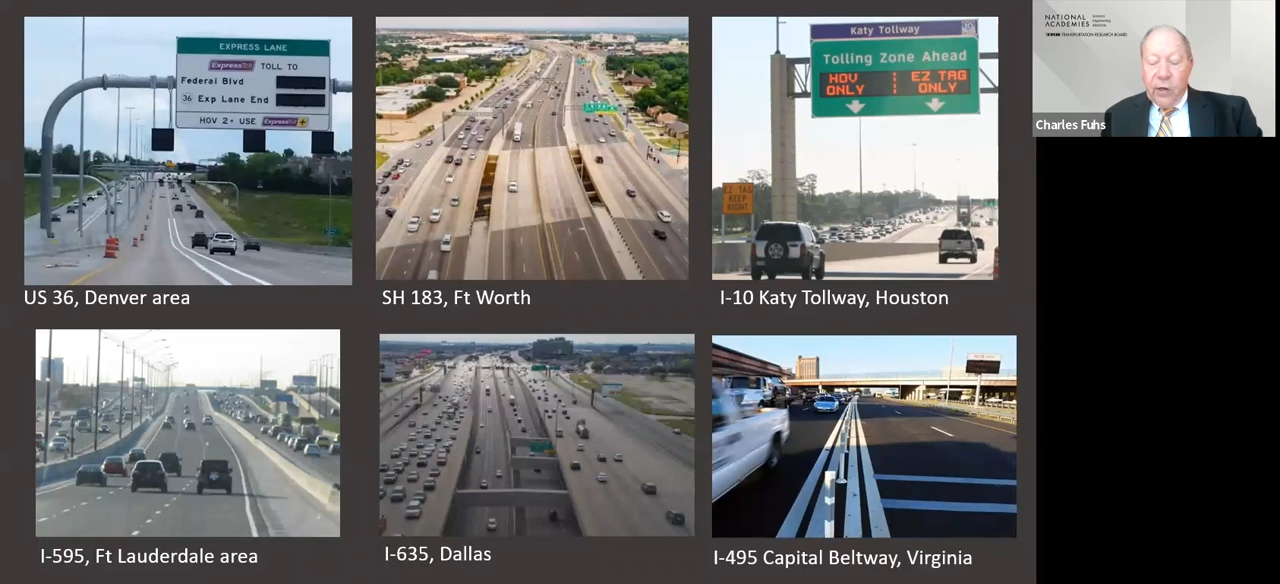 EXPRESS LANE
ExpressToll TOLL TO
Federal Blvd
36 Exp Lane End
HOV 2+ USE ExpressToll +
US 36, Denver area
SH 183, Ft Worth
Katy Tollway
Tolling Zone Ahead
HOV ONLY
EZ TAG ONLY
EZ TAG
KEEP
RIGHT
I-10 Katy Tollway, Houston
I-595, Ft Lauderdale area
I-635, Dallas
I-495 Capital Beltway, Virginia
NATIONAL ACADEMIES
Sciences
Engineering
Medicine
TRANSPORTATION RESEARCH BOARD
Charles Fuhs